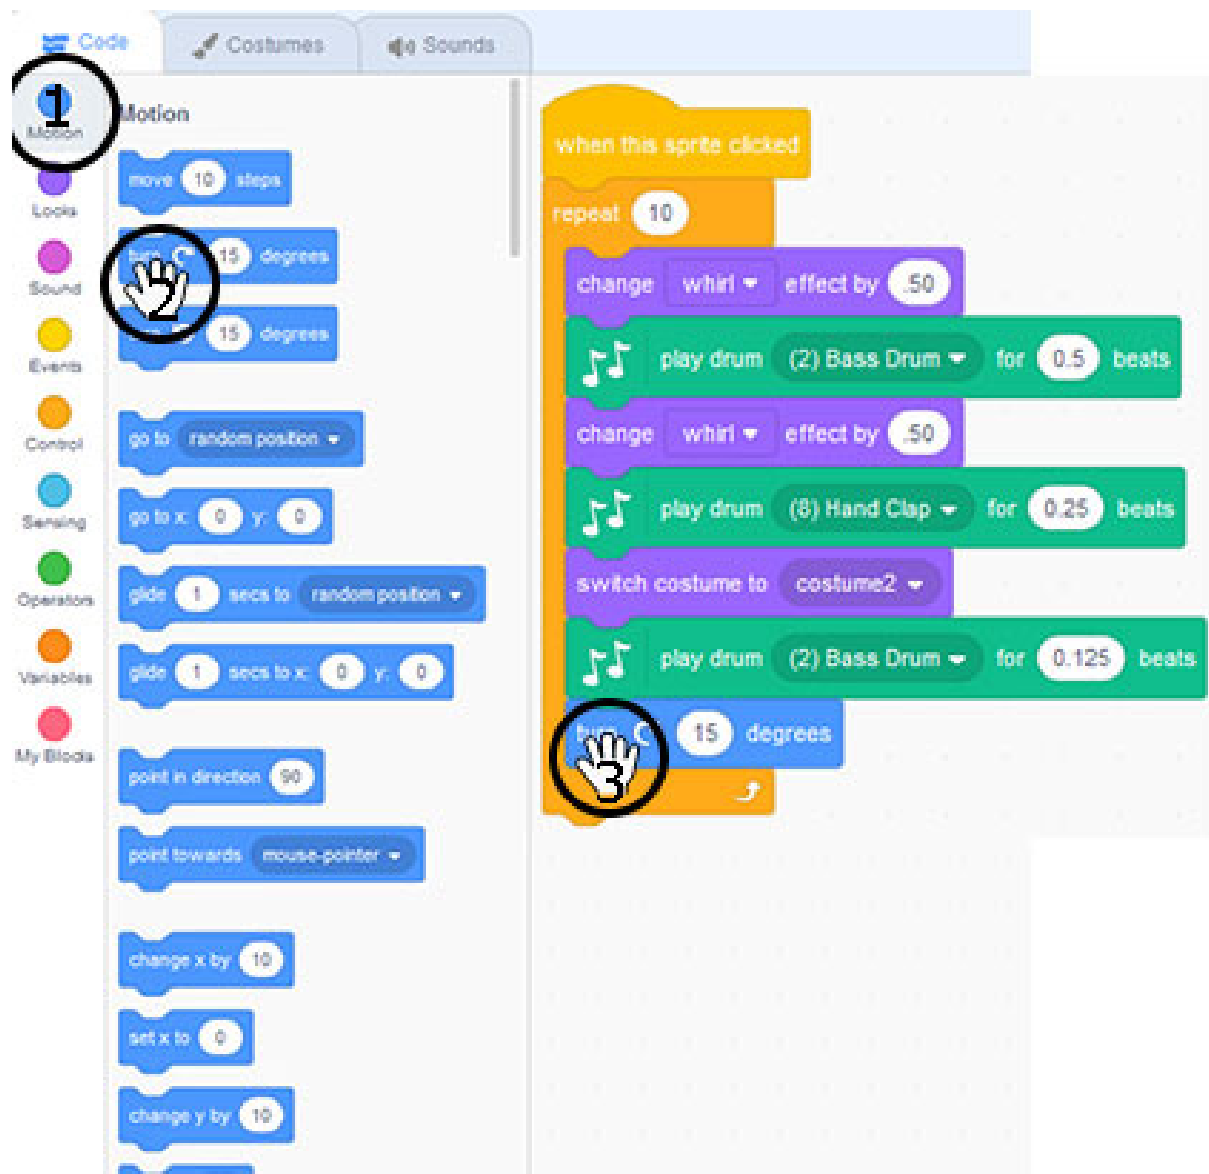 Code
Costumes
Sounds
1
Motion
Looks
Sound
Events
Control
Sensing
Operators
Variables
My Blocks
Motion
move 10 steps
turn 15 degrees
2
15 degrees
go to random position
go to x: 0 y: 0
glide 1 secs to random position
glide 1 secs to x: 0 y: 0
point in direction 90
point towards mouse-pointer
change x by 10
set x to 0
change y by 10
when this sprite clicked
repeat 10
change whirl effect by .50
play drum (2) Bass Drum for 0.5 beats
change whirl effect by .50
play drum (8) Hand Clap for 0.25 beats
switch costume to costume2
play drum (2) Bass Drum for 0.125 beats
turn 15 degrees
3